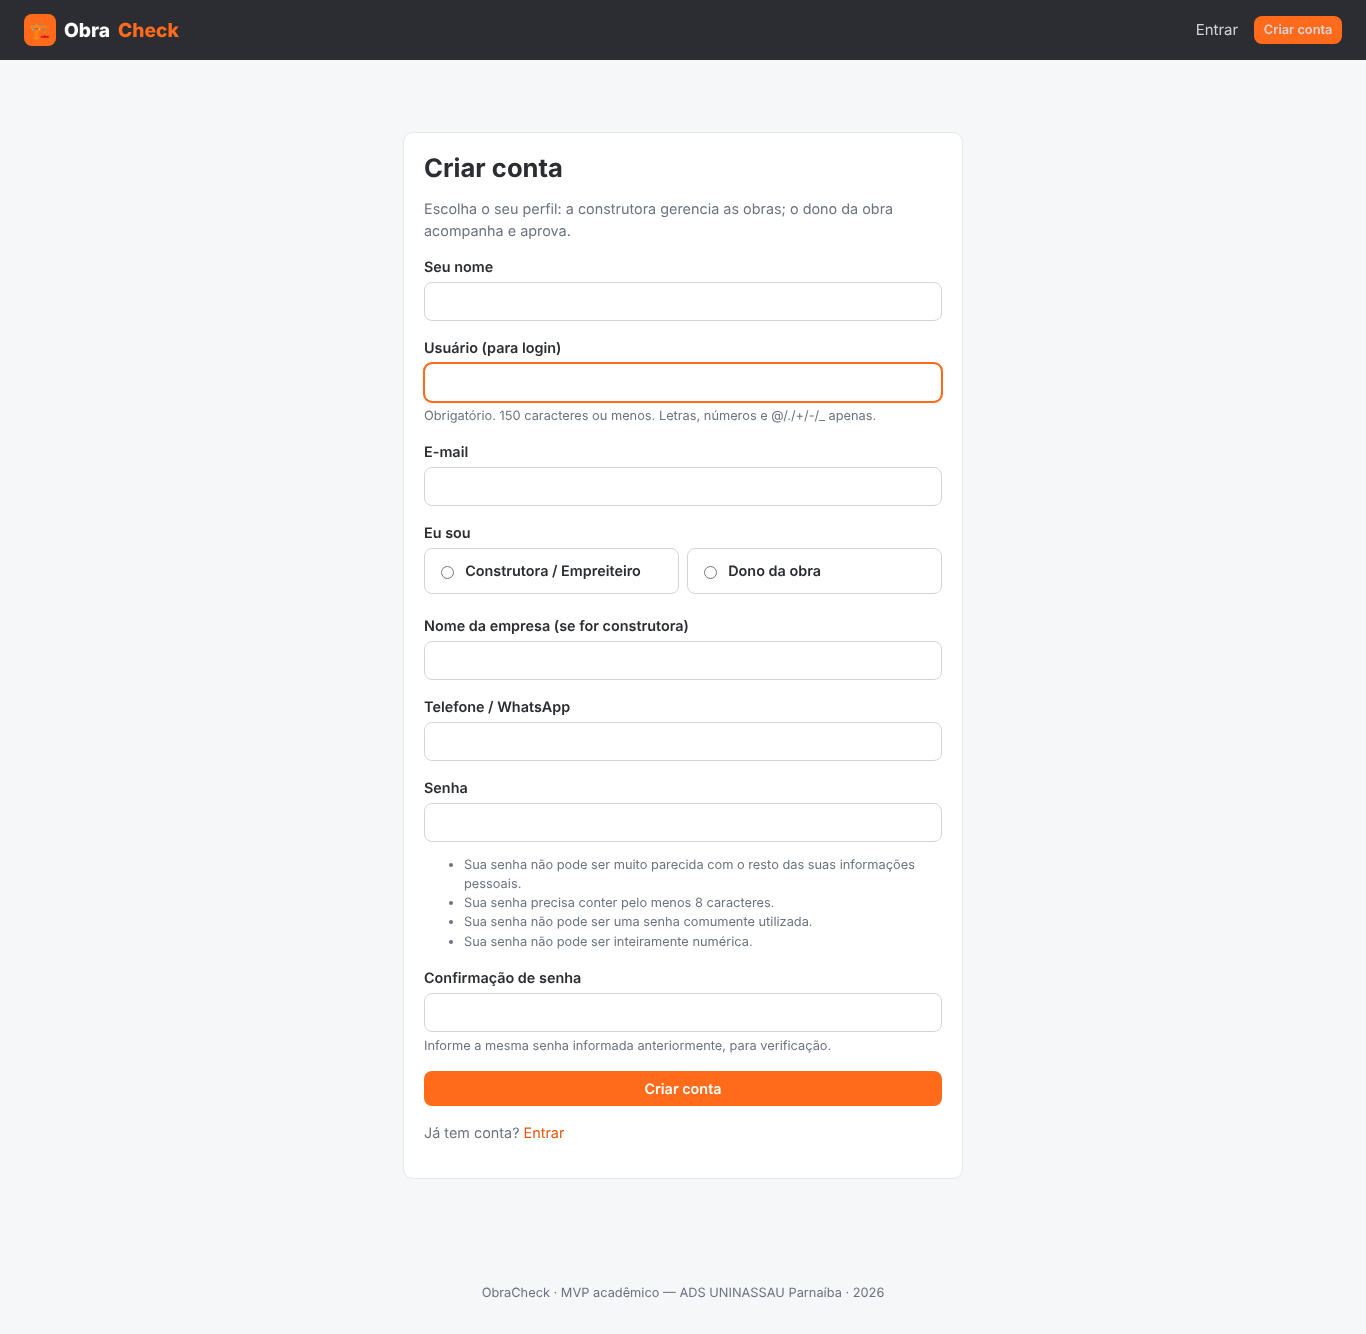 Obra Check
Entrar
Criar conta
Criar conta
Escolha o seu perfil: a construtora gerencia as obras; o dono da obra
acompanha e aprova.
Seu nome
Usuário (para login)
Obrigatório. 150 caracteres ou menos. Letras, números e @/./+/-/_ apenas.
E-mail
Eu sou
Construtora / Empreiteiro
Dono da obra
Nome da empresa (se for construtora)
Telefone / WhatsApp
Senha
Sua senha não pode ser muito parecida com o resto das suas informações
pessoais.
Sua senha precisa conter pelo menos 8 caracteres.
Sua senha não pode ser uma senha comumente utilizada.
Sua senha não pode ser inteiramente numérica.
Confirmação de senha
Informe a mesma senha informada anteriormente, para verificação.
Criar conta
Já tem conta? Entrar
ObraCheck · MVP acadêmico — ADS UNINASSAU Parnaíba · 2026